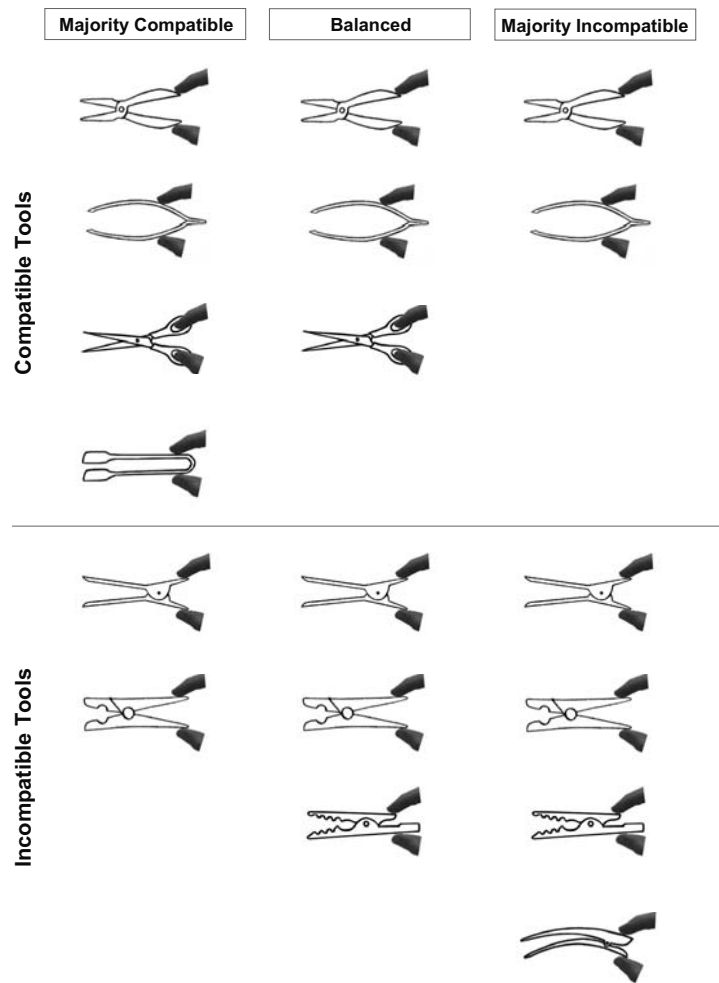 Majority Compatible
Balanced
Majority Incompatible
Compatible Tools
Incompatible Tools